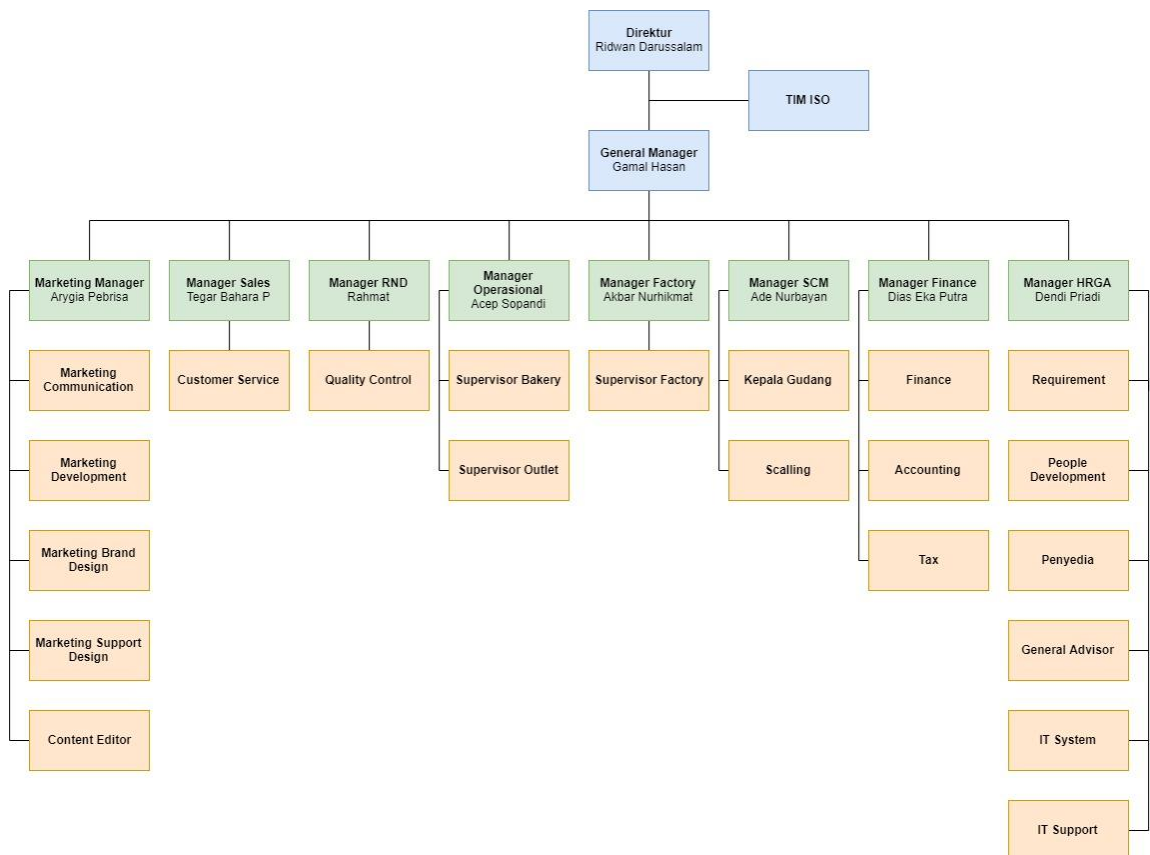 Direktur
Ridwan Darussalam
TIM ISO
General Manager
Gamal Hasan
Marketing Manager
Arygia Pebrisa
Manager Sales
Tegar Bahara P
Manager RND
Rahmat
Manager
Operasional
Acep Sopandi
Manager Factory
Akbar Nurhikmat
Manager SCM
Ade Nurbayan
Manager Finance
Dias Eka Putra
Manager HRGA
Dendi Priadi
Marketing
Communication
Customer Service
Quality Control
Supervisor Bakery
Supervisor Factory
Kepala Gudang
Finance
Requirement
Marketing
Development
Supervisor Outlet
Scalling
Accounting
People
Development
Marketing Brand
Design
Tax
Penyedia
Marketing Support
Design
General Advisor
Content Editor
IT System
IT Support